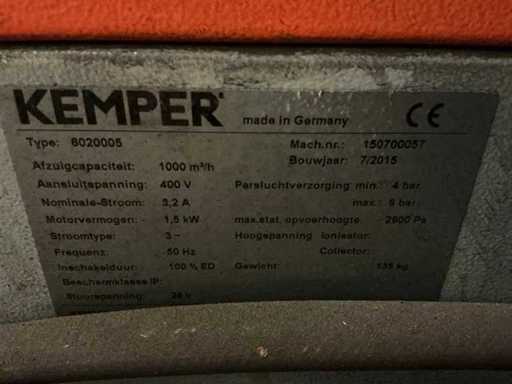 KEMPER
made in Germany
CE
Type: 8020005
Mach.nr.: 150700057
Bouwjaar: 7/2015
Afzuigcapaciteit: 1000 m³/h
Aansluitspanning: 400 V
Persluchtverzorging min.: 4 bar
Nominale-Stroom: 3,2 A
max.: 6 bar
Motorvermogen: 1,5 kW
max.stat. opvoerhoogte: 2800 Pa
Stroomtype: 3 ~
Hoogspanning Ionisator:
Frequenz: 50 Hz
Collector:
Inschakelduur: 100 % ED
Gewicht: 135 kg
Beschermklasse IP:
Stuurspanning: 24 V